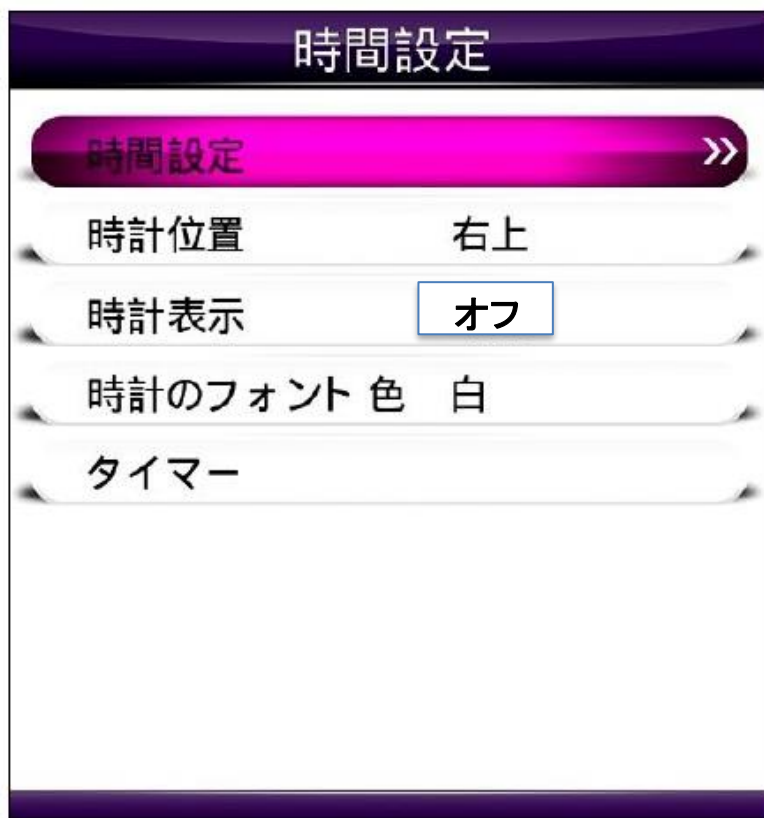 時間設定
時間設定 »
時計位置 右上
時計表示 オフ
時計のフォント 色 白
タイマー